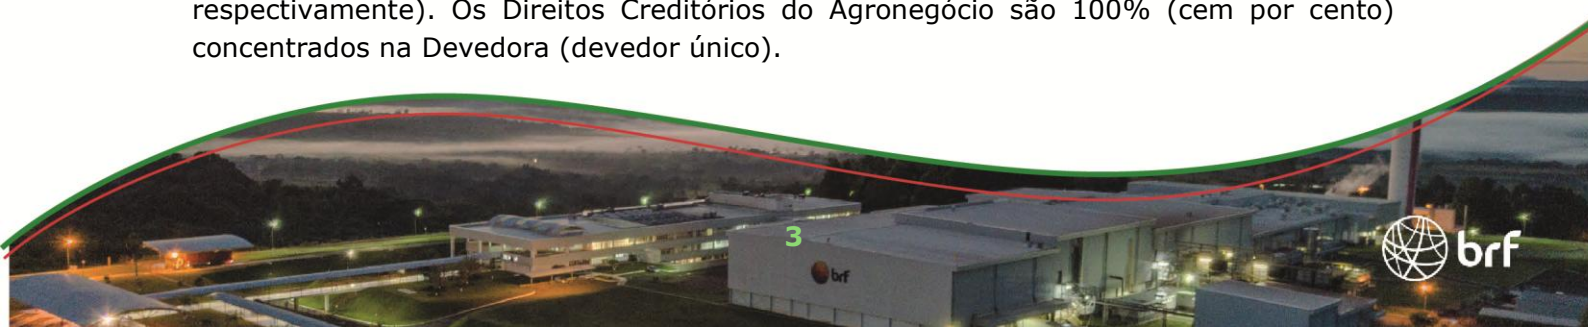 respectivamente). Os Direitos Creditórios do Agronegócio são 100% (cem por cento)
concentrados na Devedora (devedor único).
3
brf
brf